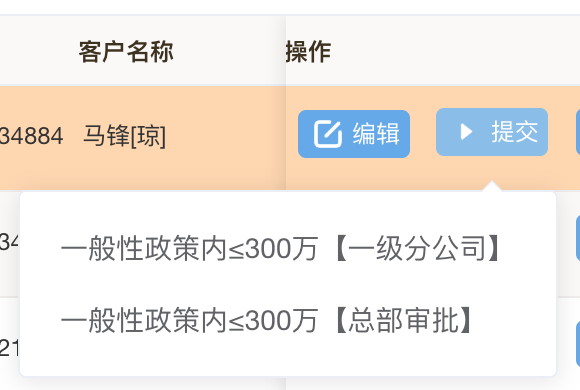 客户名称 操作
34884 马锋[琼] 编辑 提交
34
一般性政策内≤300万【一级分公司】
一般性政策内≤300万【总部审批】
21